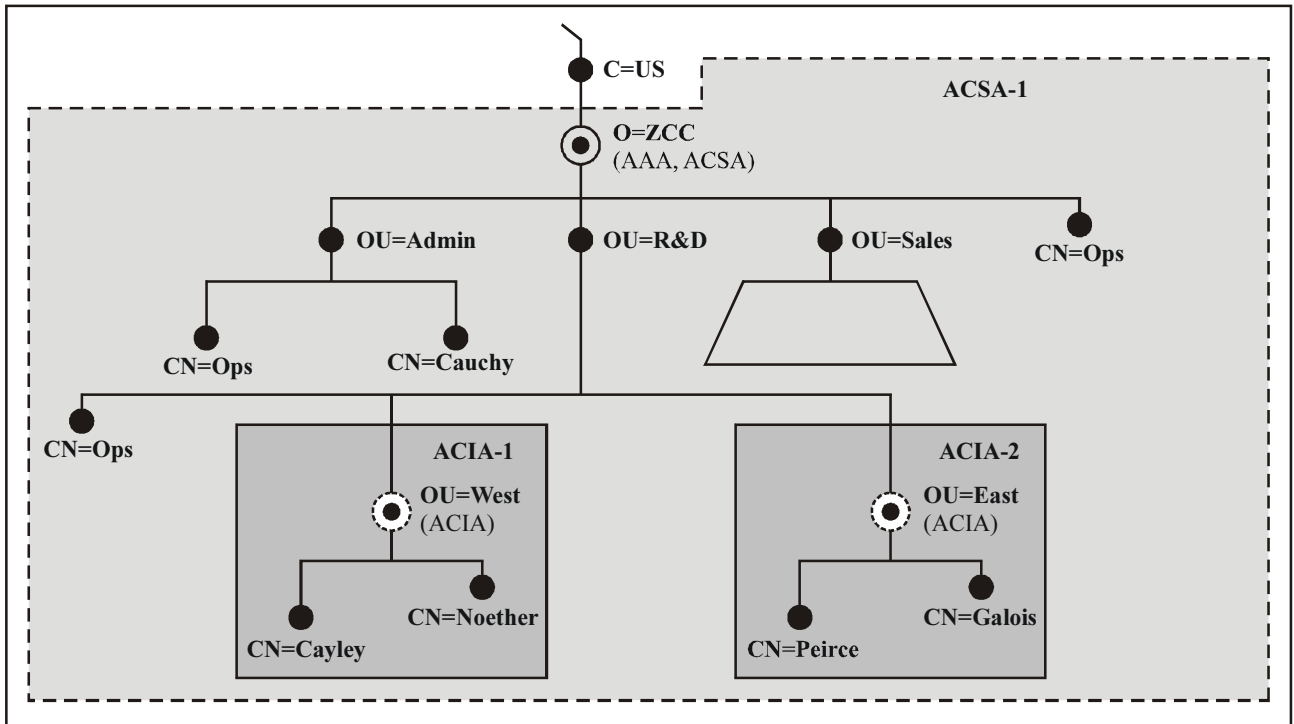 C=US
ACSA-1
O=ZCC
(AAA, ACSA)
OU=Admin
OU=R&D
OU=Sales
CN=Ops
CN=Ops
CN=Cauchy
CN=Ops
ACIA-1
OU=West
(ACIA)
CN=Noether
CN=Cayley
ACIA-2
OU=East
(ACIA)
CN=Galois
CN=Peirce